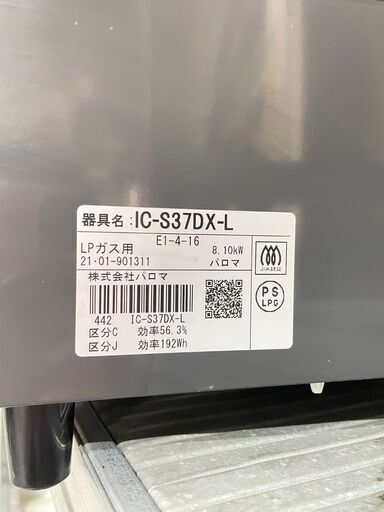 器具名：IC-S37DX-L
E1-4-16
LPガス用 8.10kW
21・01-901311 パロマ
株式会社パロマ
442 IC-S37DX-L
区分C 効率56.3%
区分J 効率192Wh
PS
LPG